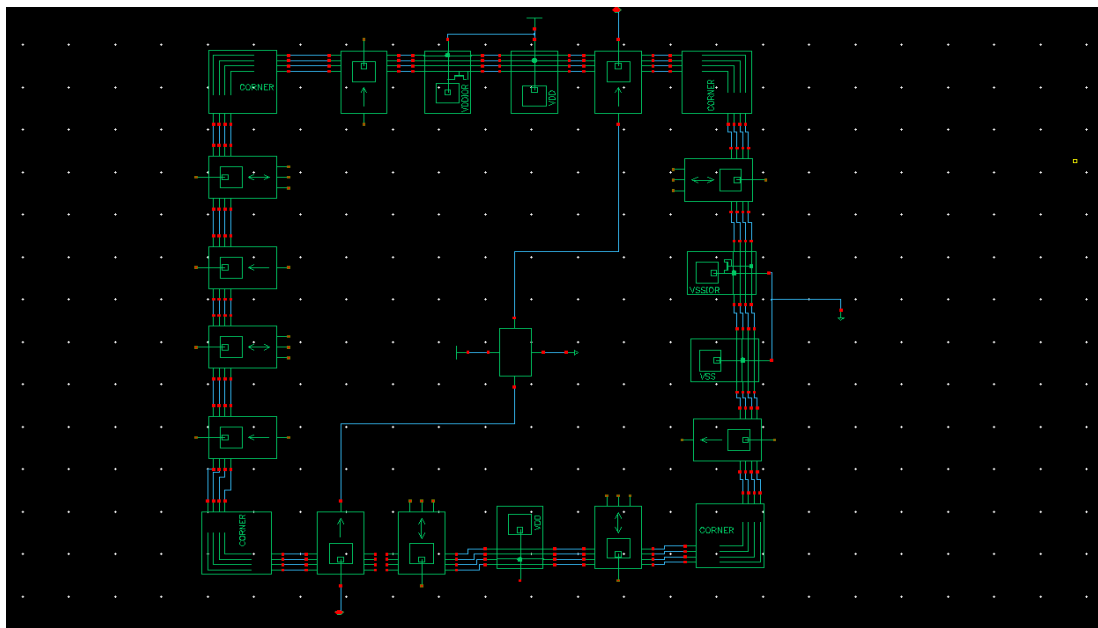 CORNER
VDDIOR
VDD
CORNER
VSSIOR
VSS
CORNER
VDD
CORNER